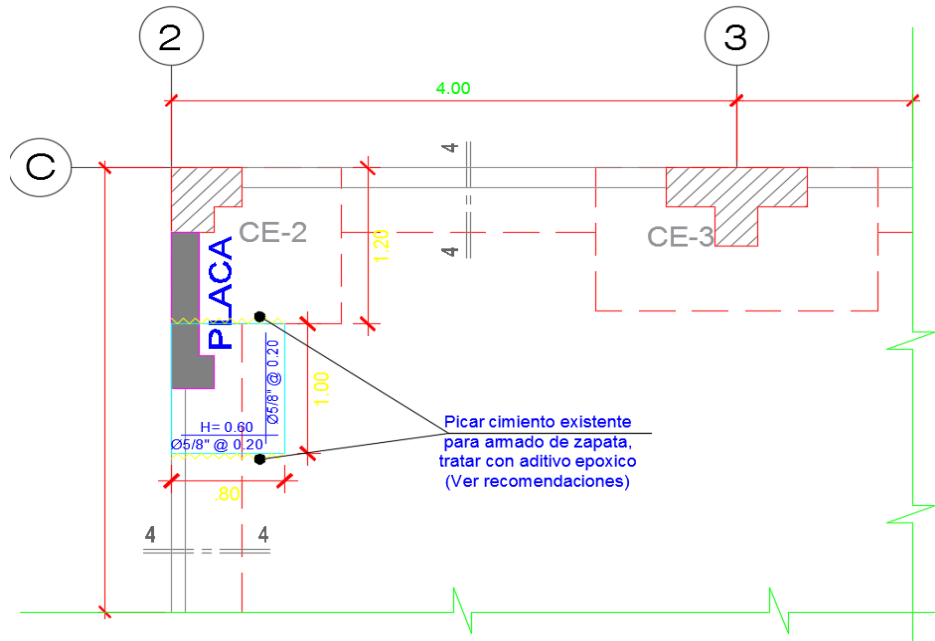 2
3
4.00
C
4
4
CE-2
CE-3
1.20
PLACA
Ø5/8" @ 0.20
1.00
H= 0.60
Ø5/8" @ 0.20
Picar cimiento existente
para armado de zapata,
tratar con aditivo epoxico
(Ver recomendaciones)
.80
4
4